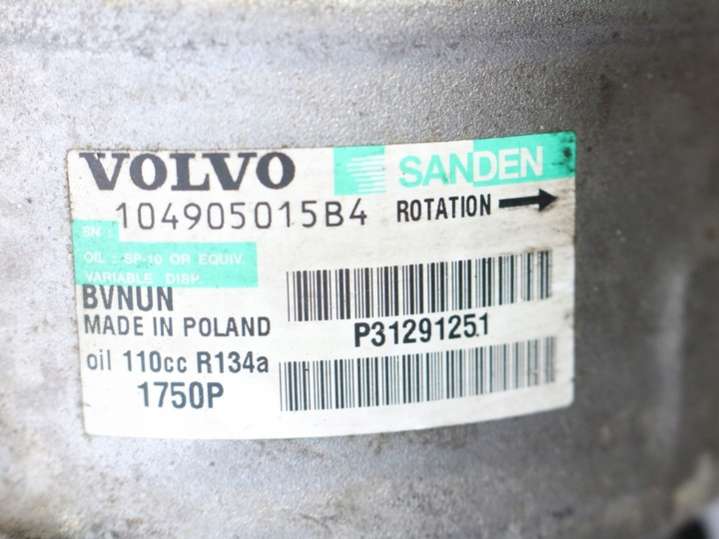 VOLVO SANDEN
SN : 104905015B4 ROTATION
OIL : SP-10 OR EQUIV.
VARIABLE DISP.
BVNUN
MADE IN POLAND
P31291251
oil 110cc R134a
1750P